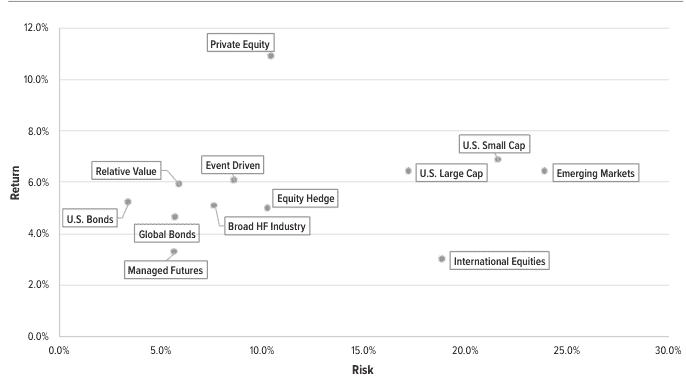 12.0%
Private Equity
10.0%
8.0%
U.S. Small Cap
Event Driven
Relative Value
U.S. Large Cap
Emerging Markets
6.0%
Return
Equity Hedge
U.S. Bonds
Broad HF Industry
Global Bonds
4.0%
International Equities
Managed Futures
2.0%
0.0%
0.0% 5.0% 10.0% 15.0% 20.0% 25.0% 30.0%
Risk